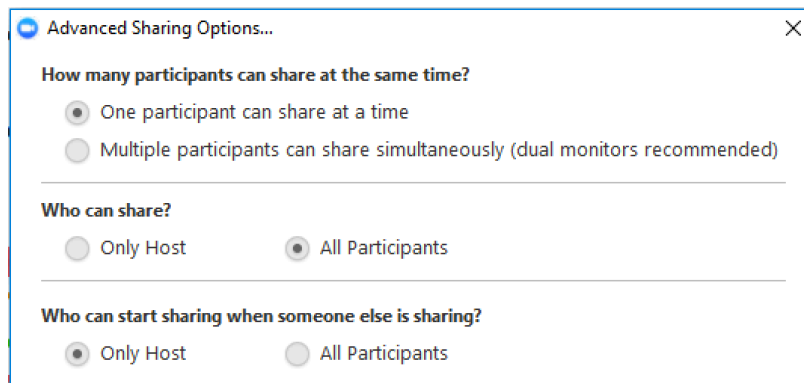 Advanced Sharing Options...
How many participants can share at the same time?
One participant can share at a time
Multiple participants can share simultaneously (dual monitors recommended)
Who can share?
Only Host All Participants
Who can start sharing when someone else is sharing?
Only Host All Participants